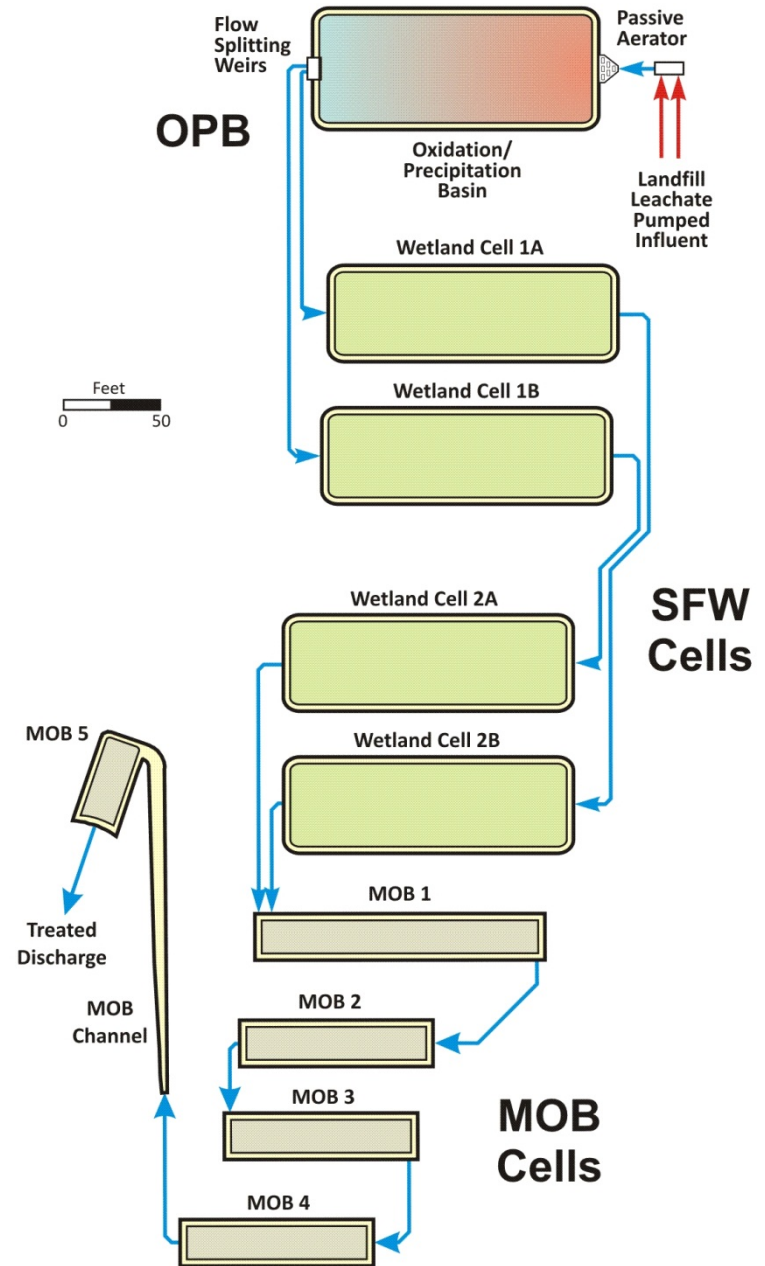 Flow
Splitting
Weirs
Passive
Aerator
OPB
Oxidation/
Precipitation
Basin
Landfill
Leachate
Pumped
Influent
Wetland Cell 1A
Feet
0 50
Wetland Cell 1B
Wetland Cell 2A
SFW
Cells
MOB 5
Wetland Cell 2B
MOB 1
Treated
Discharge
MOB
Channel
MOB 2
MOB 3
MOB
Cells
MOB 4